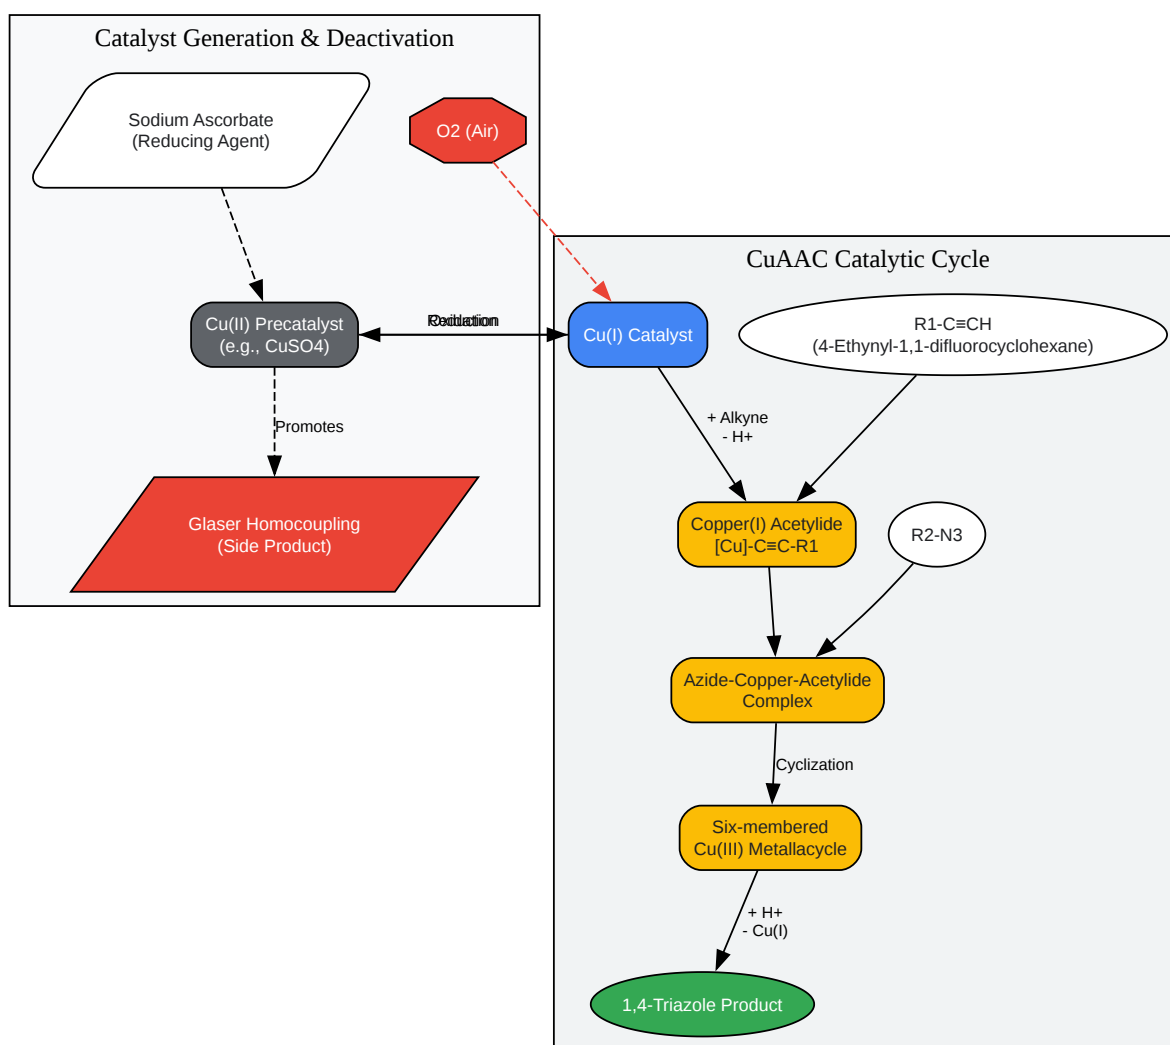 Catalyst Generation & Deactivation
Sodium Ascorbate
(Reducing Agent)
O2 (Air)
Cu(II) Precatalyst
(e.g., CuSO4)
Promotes
Glaser Homocoupling
(Side Product)
CuAAC Catalytic Cycle
Cu(I) Catalyst
R1-C≡CH
(4-Ethynyl-1,1-difluorocyclohexane)
+ Alkyne
- H+
Copper(I) Acetylide
[Cu]-C≡C-R1
R2-N3
Azide-Copper-Acetylide
Complex
Cyclization
Six-membered
Cu(III) Metallacycle
+ H+
- Cu(I)
1,4-Triazole Product